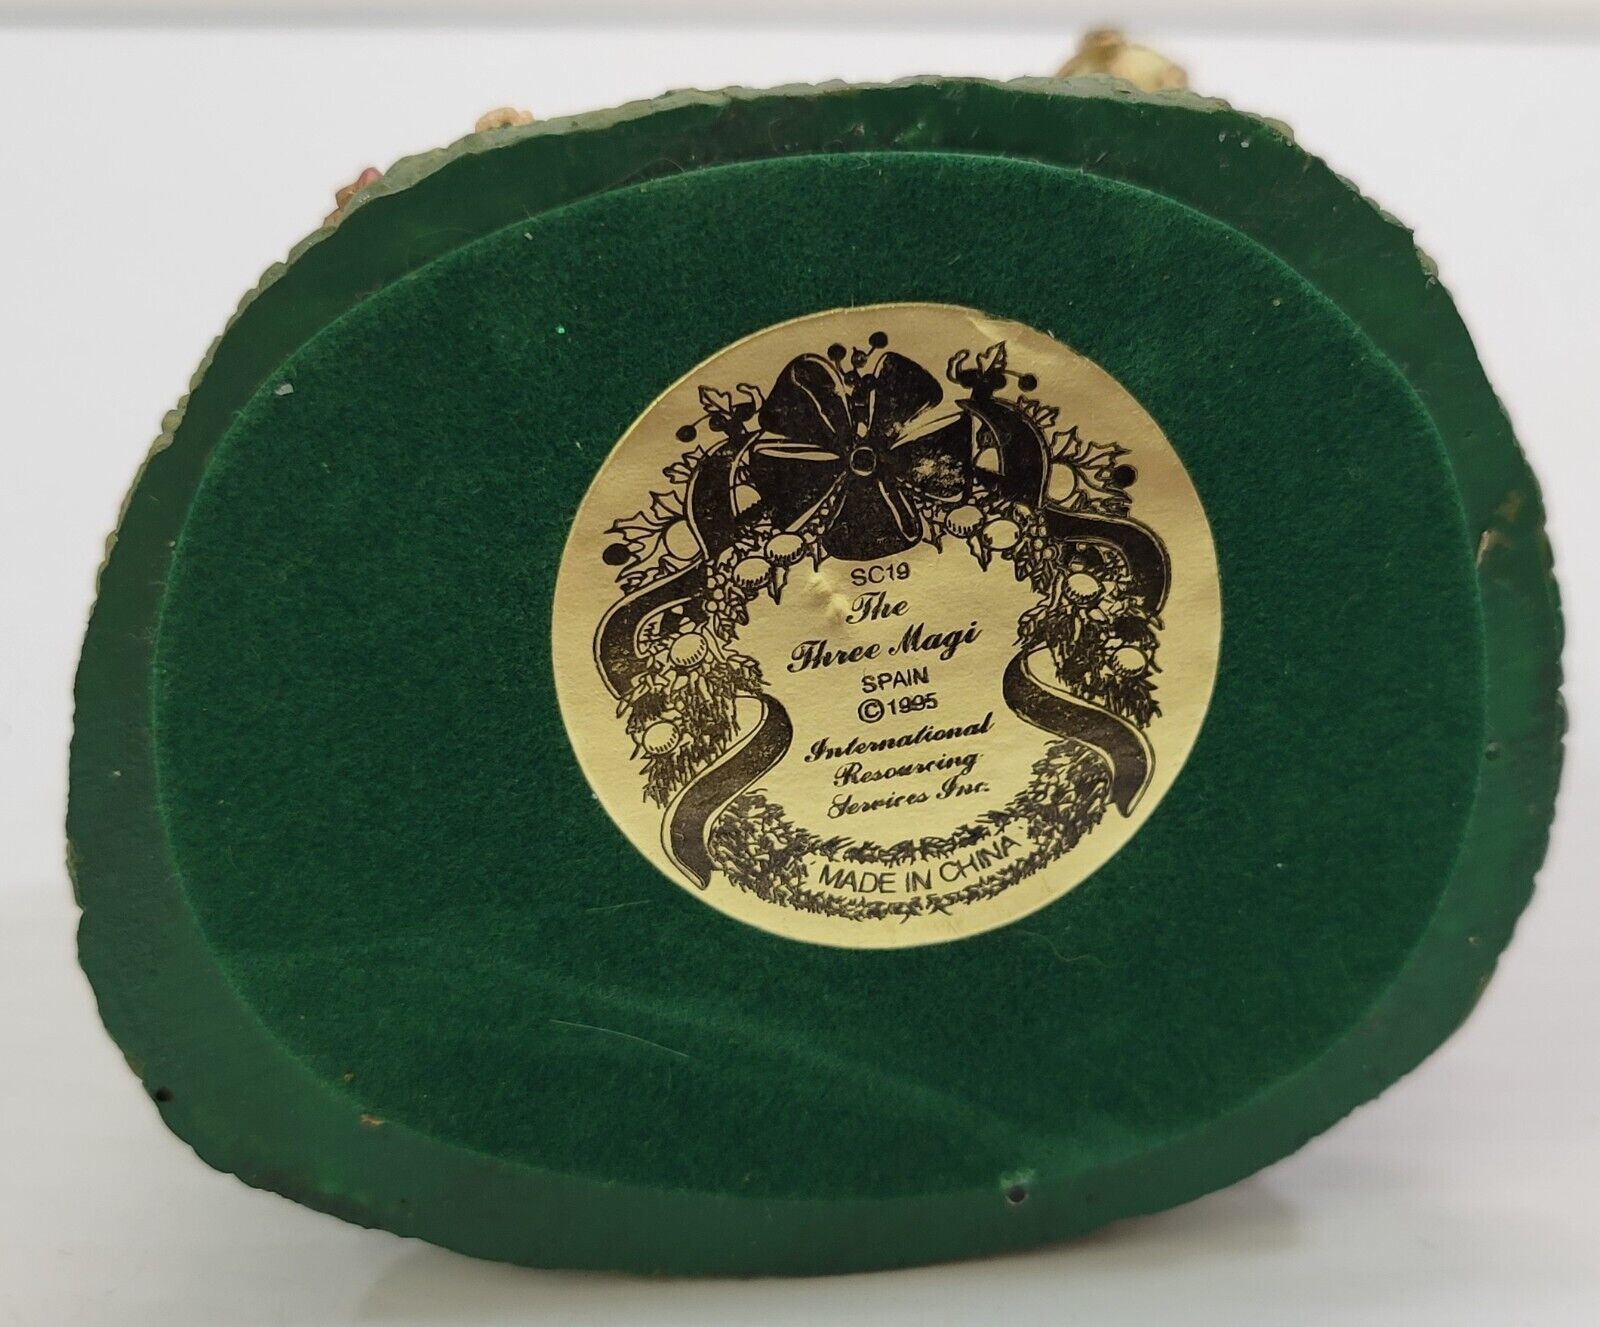 SC19
The
Three Magi
SPAIN
©1995
International
Resourcing
Services Inc.
MADE IN CHINA